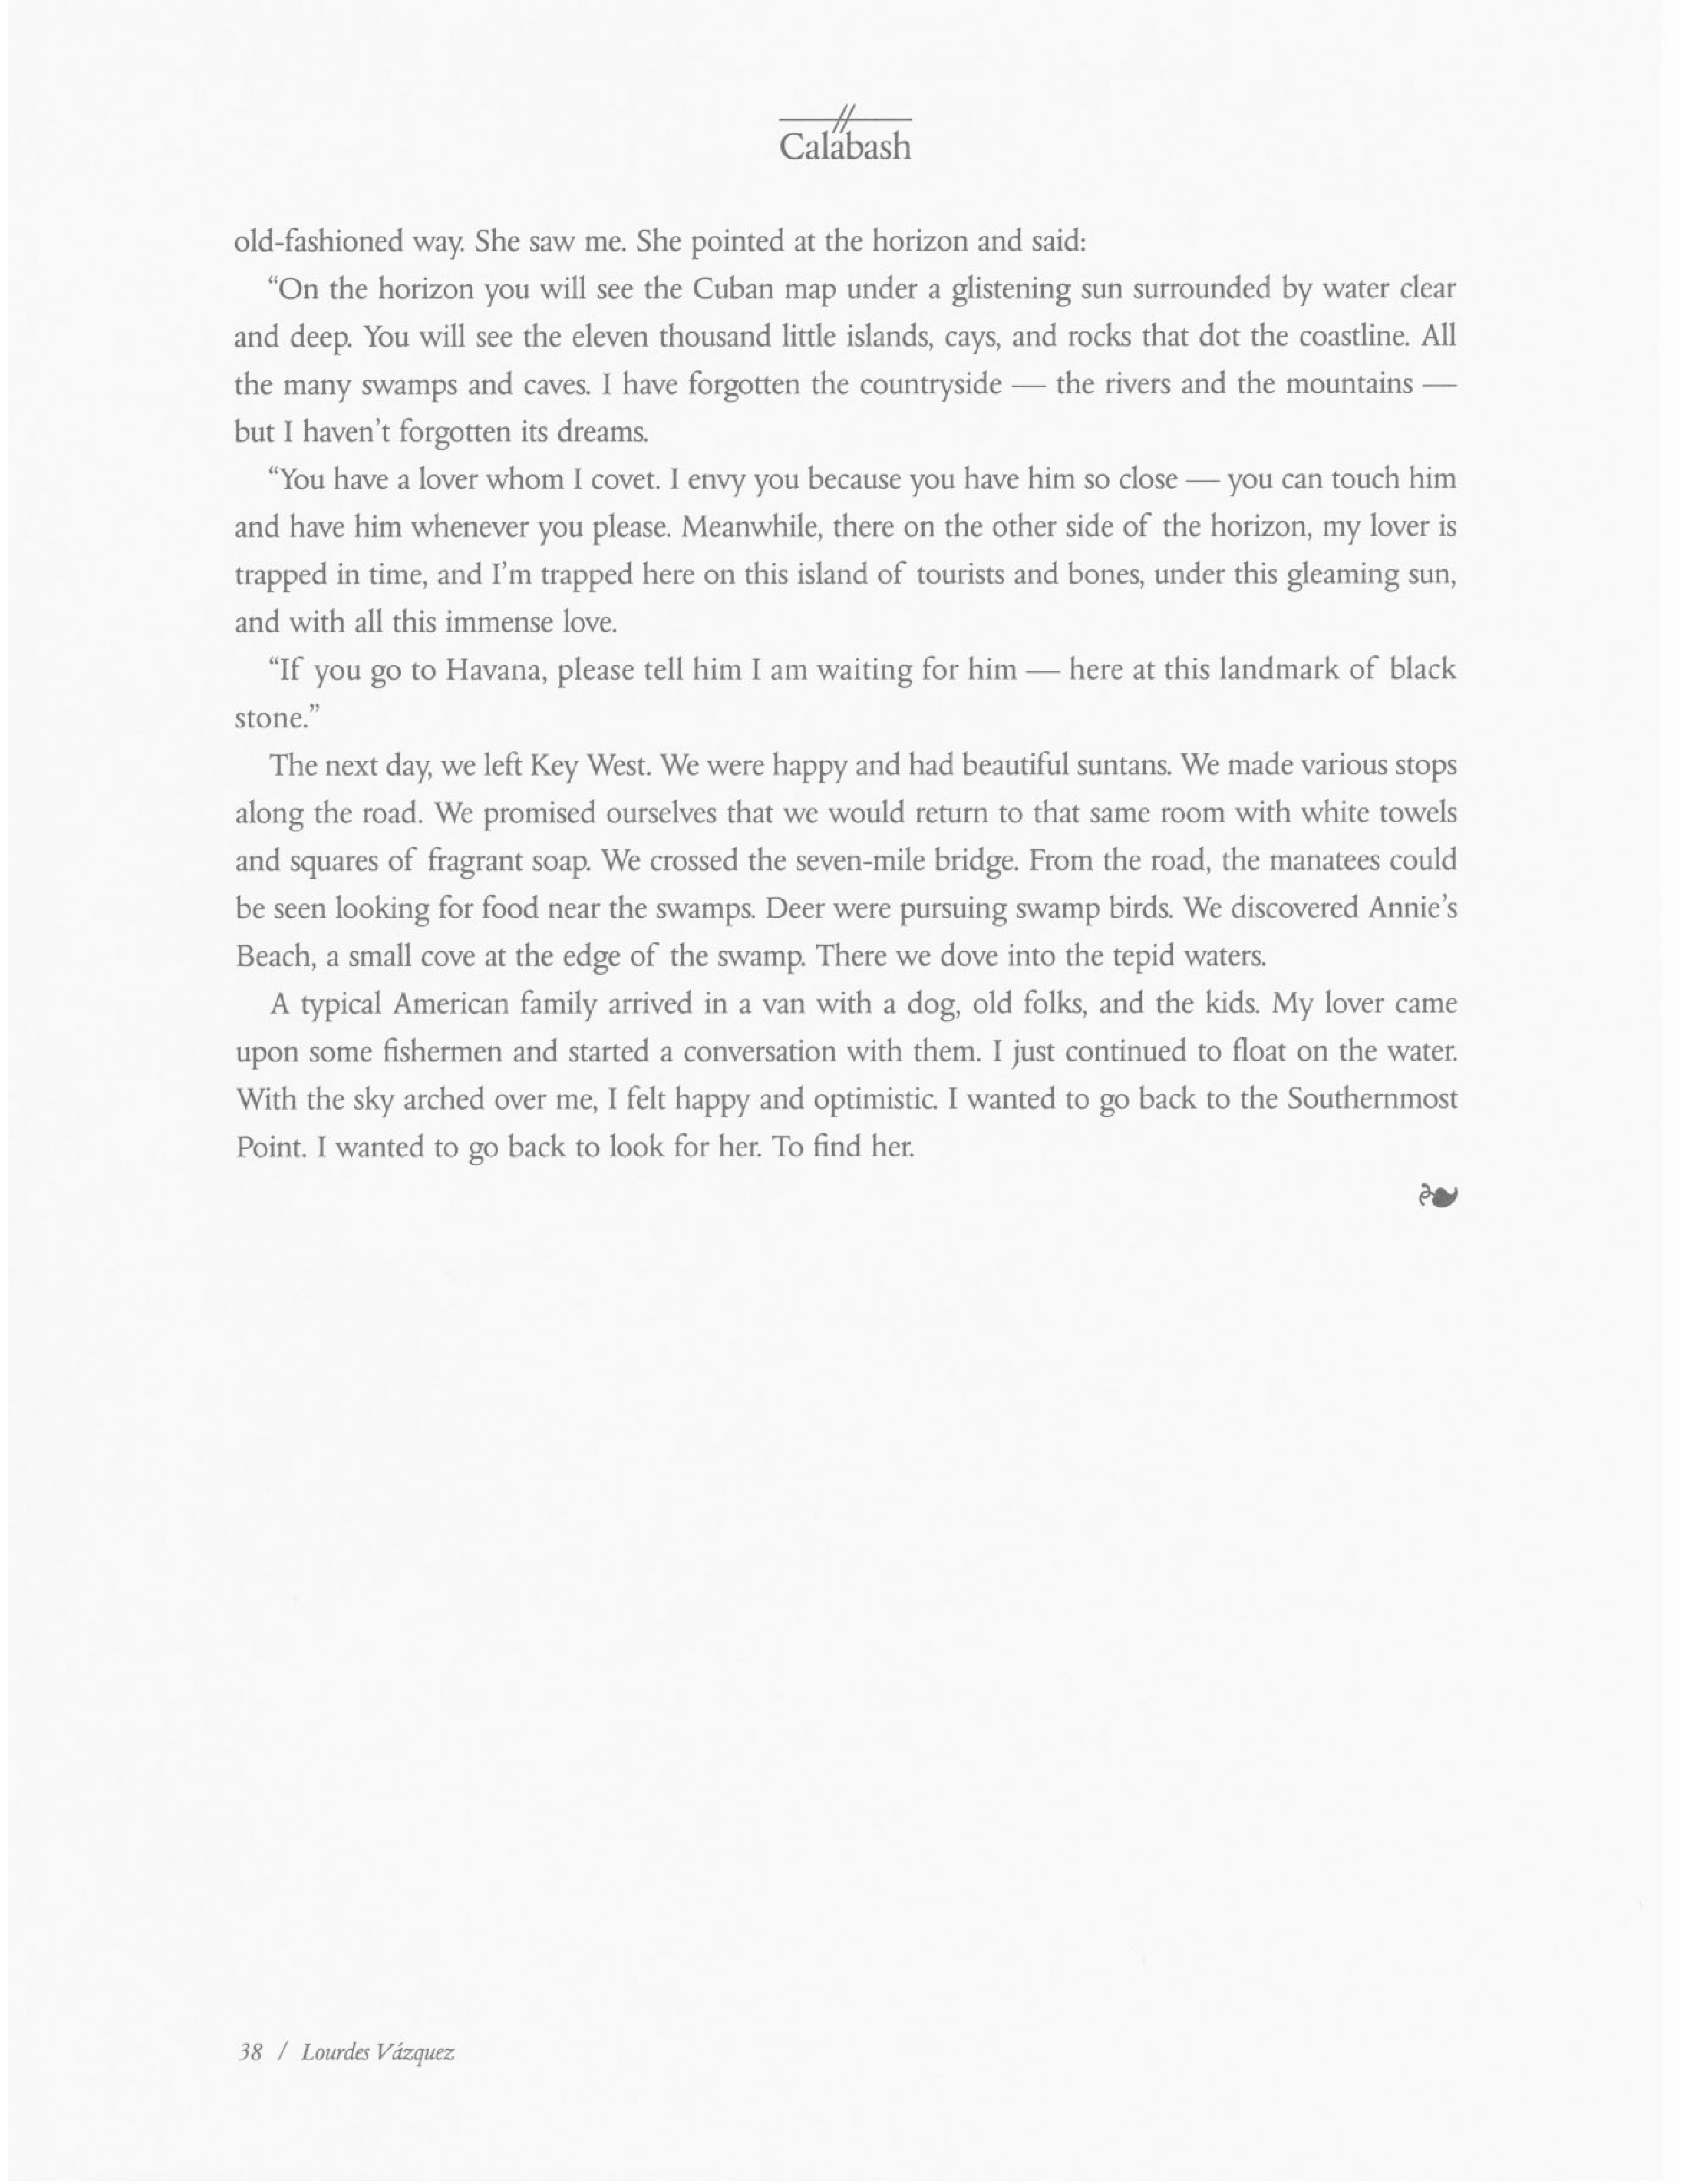 Calabash
old-fashioned way. She saw me. She pointed at the horizon and said:
“On the horizon you will see the Cuban map under a glistening sun surrounded by water clear
and deep. You will see the eleven thousand little islands, cays, and rocks that dot the coastline. All
the many swamps and caves. I have forgotten the countryside — the rivers and the mountains —
but I haven't forgotten its dreams.
“You have a lover whom I covet. I envy you because you have him so close — you can touch him
and have him whenever you please. Meanwhile, there on the other side of the horizon, my lover is
trapped in time, and I'm trapped here on this island of tourists and bones, under this gleaming sun,
and with all this immense love.
“If you go to Havana, please tell him I am waiting for him — here at this landmark of black
stone.”
The next day, we left Key West. We were happy and had beautiful suntans. We made various stops
along the road. We promised ourselves that we would return to that same room with white towels
and squares of fragrant soap. We crossed the seven-mile bridge. From the road, the manatees could
be seen looking for food near the swamps. Deer were pursuing swamp birds. We discovered Annie's
Beach, a small cove at the edge of the swamp. There we dove into the tepid waters.
A typical American family arrived in a van with a dog, old folks, and the kids. My lover came
upon some fishermen and started a conversation with them. I just continued to float on the water.
With the sky arched over me, I felt happy and optimistic. I wanted to go back to the Southernmost
Point. I wanted to go back to look for her. To find her.
38 / Lourdes Vázquez